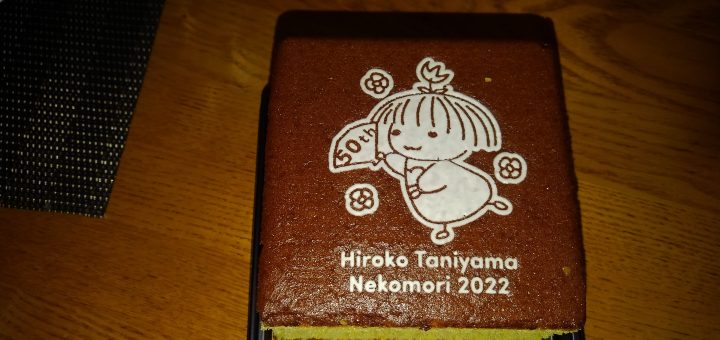 50th
Hiroko Taniyama
Nekomori 2022